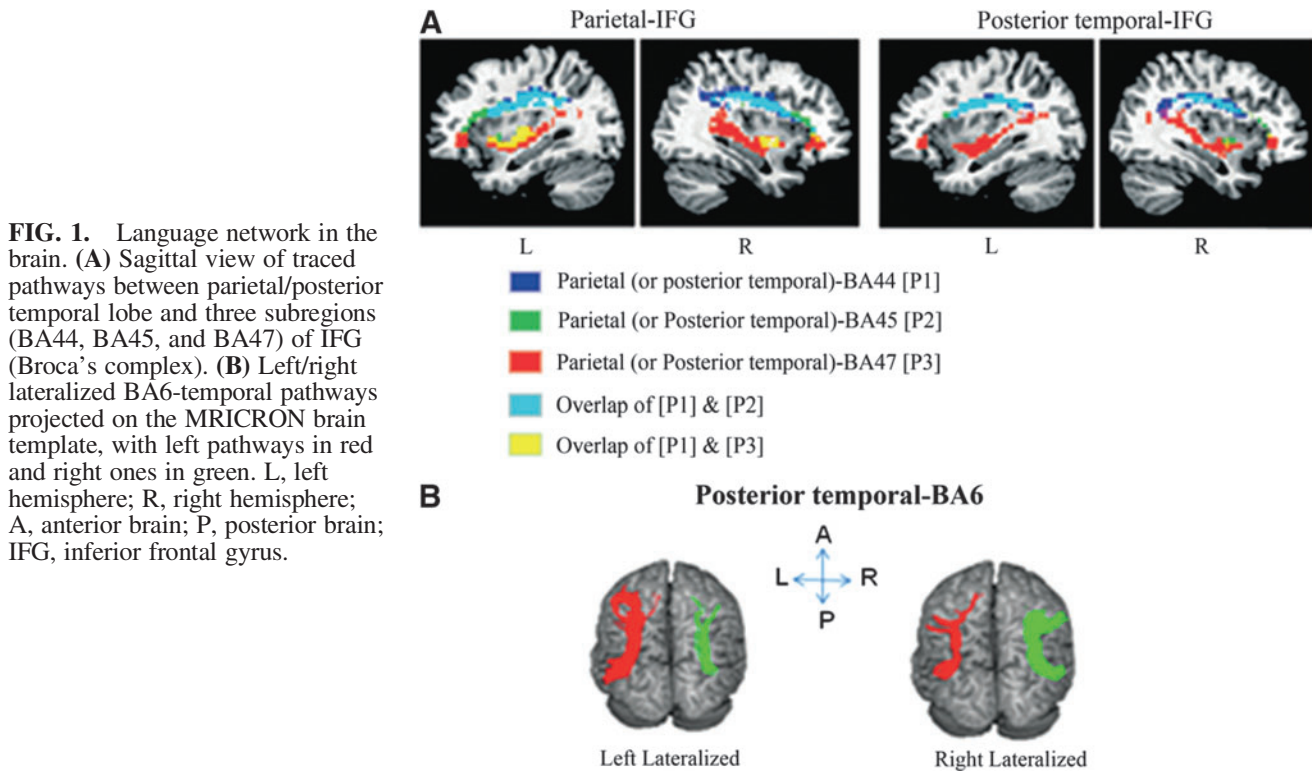 FIG. 1. Language network in the
brain. (A) Sagittal view of traced
pathways between parietal/posterior
temporal lobe and three subregions
(BA44, BA45, and BA47) of IFG
(Broca's complex). (B) Left/right
lateralized BA6-temporal pathways
projected on the MRICRON brain
template, with left pathways in red
and right ones in green. L, left
hemisphere; R, right hemisphere;
A, anterior brain; P, posterior brain;
IFG, inferior frontal gyrus.
A
Parietal-IFG
Posterior temporal-IFG
L
R
L
R
Parietal (or posterior temporal)-BA44 [P1]
Parietal (or Posterior temporal)-BA45 [P2]
Parietal (or Posterior temporal)-BA47 [P3]
Overlap of [P1] & [P2]
Overlap of [P1] & [P3]
B
Posterior temporal-BA6
A
L
R
P
Left Lateralized
Right Lateralized